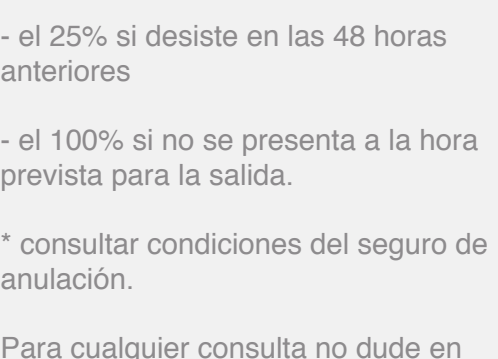 - el 25% si desiste en las 48 horas
anteriores
- el 100% si no se presenta a la hora
prevista para la salida.
* consultar condiciones del seguro de
anulación.
Para cualquier consulta no dude en